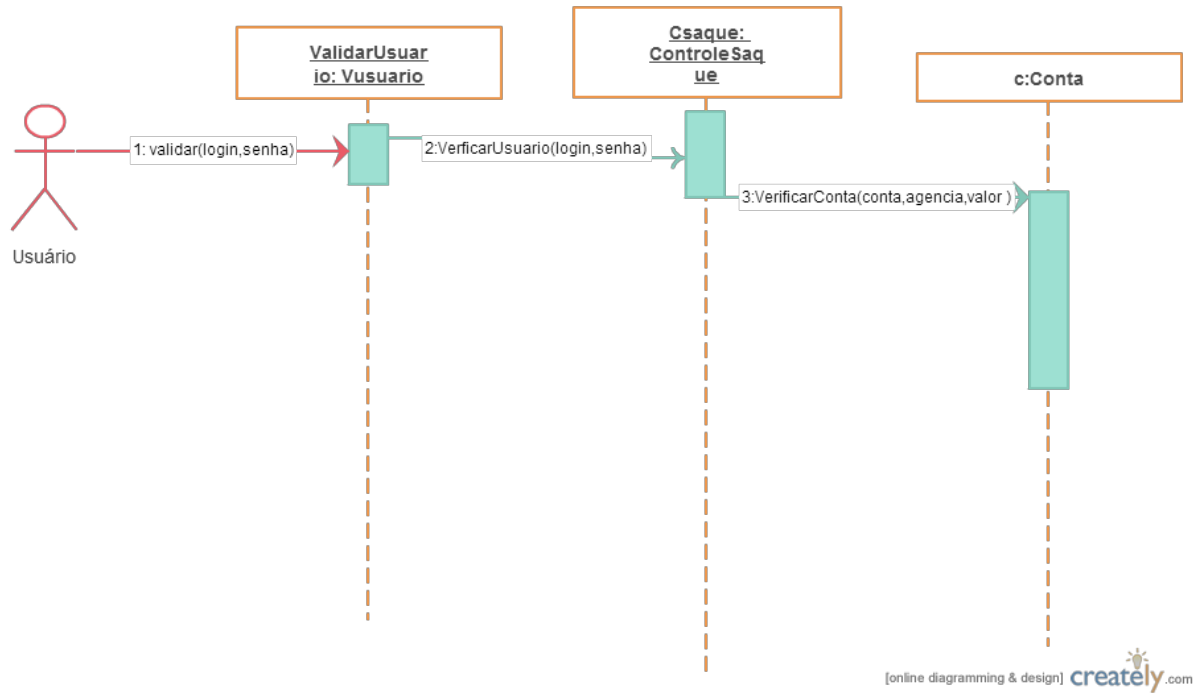 ValidarUsuar
io: Vusuario
Csaque:
ControleSaq
ue
c:Conta
1: validar(login,senha)
2:VerficarUsuario(login,senha)
3:VerificarConta(conta,agencia,valor )
Usuário
[online diagramming & design] creately.com